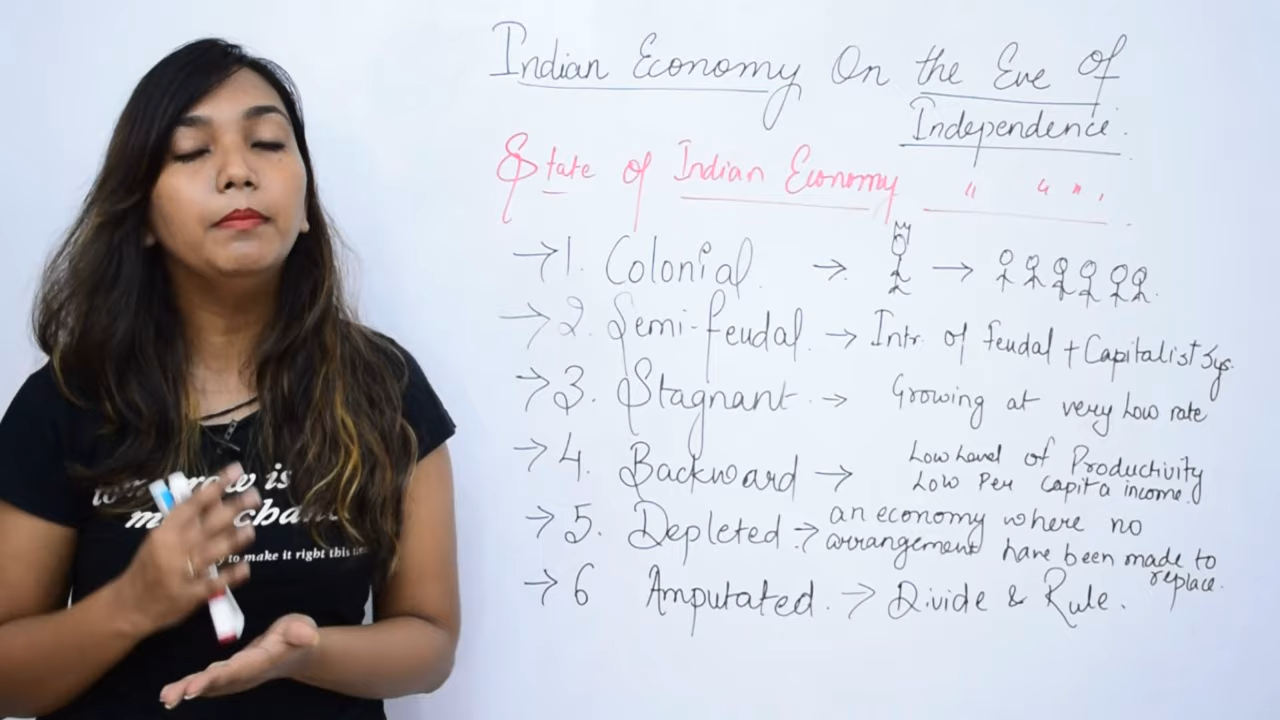 Indian Economy On the Eve Of
Independence.
State of Indian Economy " " " .
→ 1. Colonial. → →
→ 2. Semi-feudal. → Intr. of feudal + Capitalist Sys.
→ 3. Stagnant → Growing at very Low rate
→ 4. Backward → Low Level of Productivity
Low Per capita income.
→ 5. Depleted. → an economy where no
arrangement have been made to
replace.
→ 6 Amputated. → Divide & Rule.
is
to make it right this